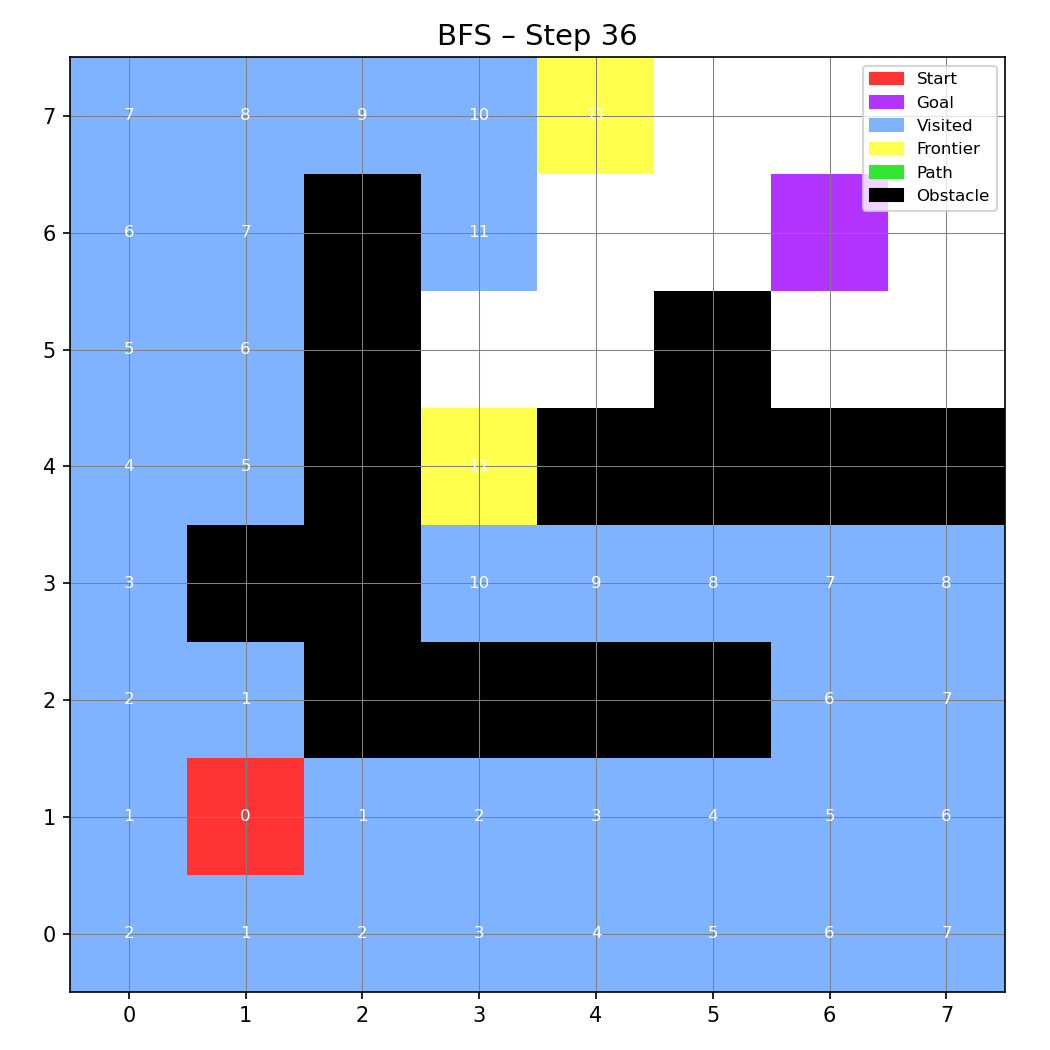 BFS – Step 36
Start
Goal
Visited
Frontier
Path
Obstacle
7 7 8 9 10 11
6 6 7 11
5 5 6
4 4 5 11
3 3 10 9 8 7 8
2 2 1 6 7
1 1 0 1 2 3 4 5 6
0 2 1 2 3 4 5 6 7
0 1 2 3 4 5 6 7